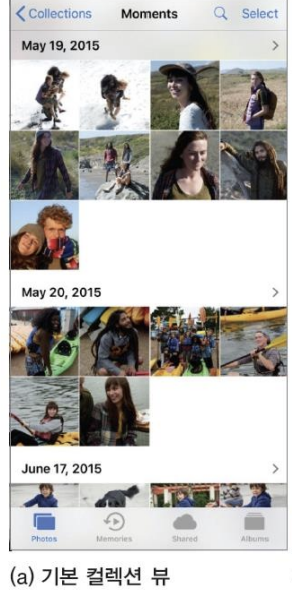 Collections Moments Select
May 19, 2015
May 20, 2015
June 17, 2015
Photos Memories Shared Albums
(a) 기본 컬렉션 뷰